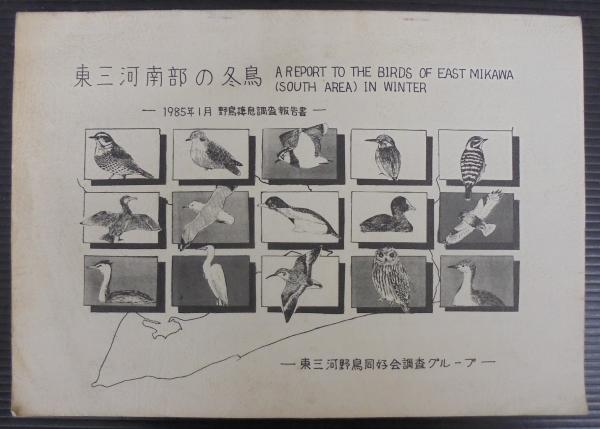 東三河南部の冬鳥
A REPORT TO THE BIRDS OF EAST MIKAWA
(SOUTH AREA) IN WINTER
— 1985年1月 野鳥棲息調査報告書 —
— 東三河野鳥同好会調査グループ —